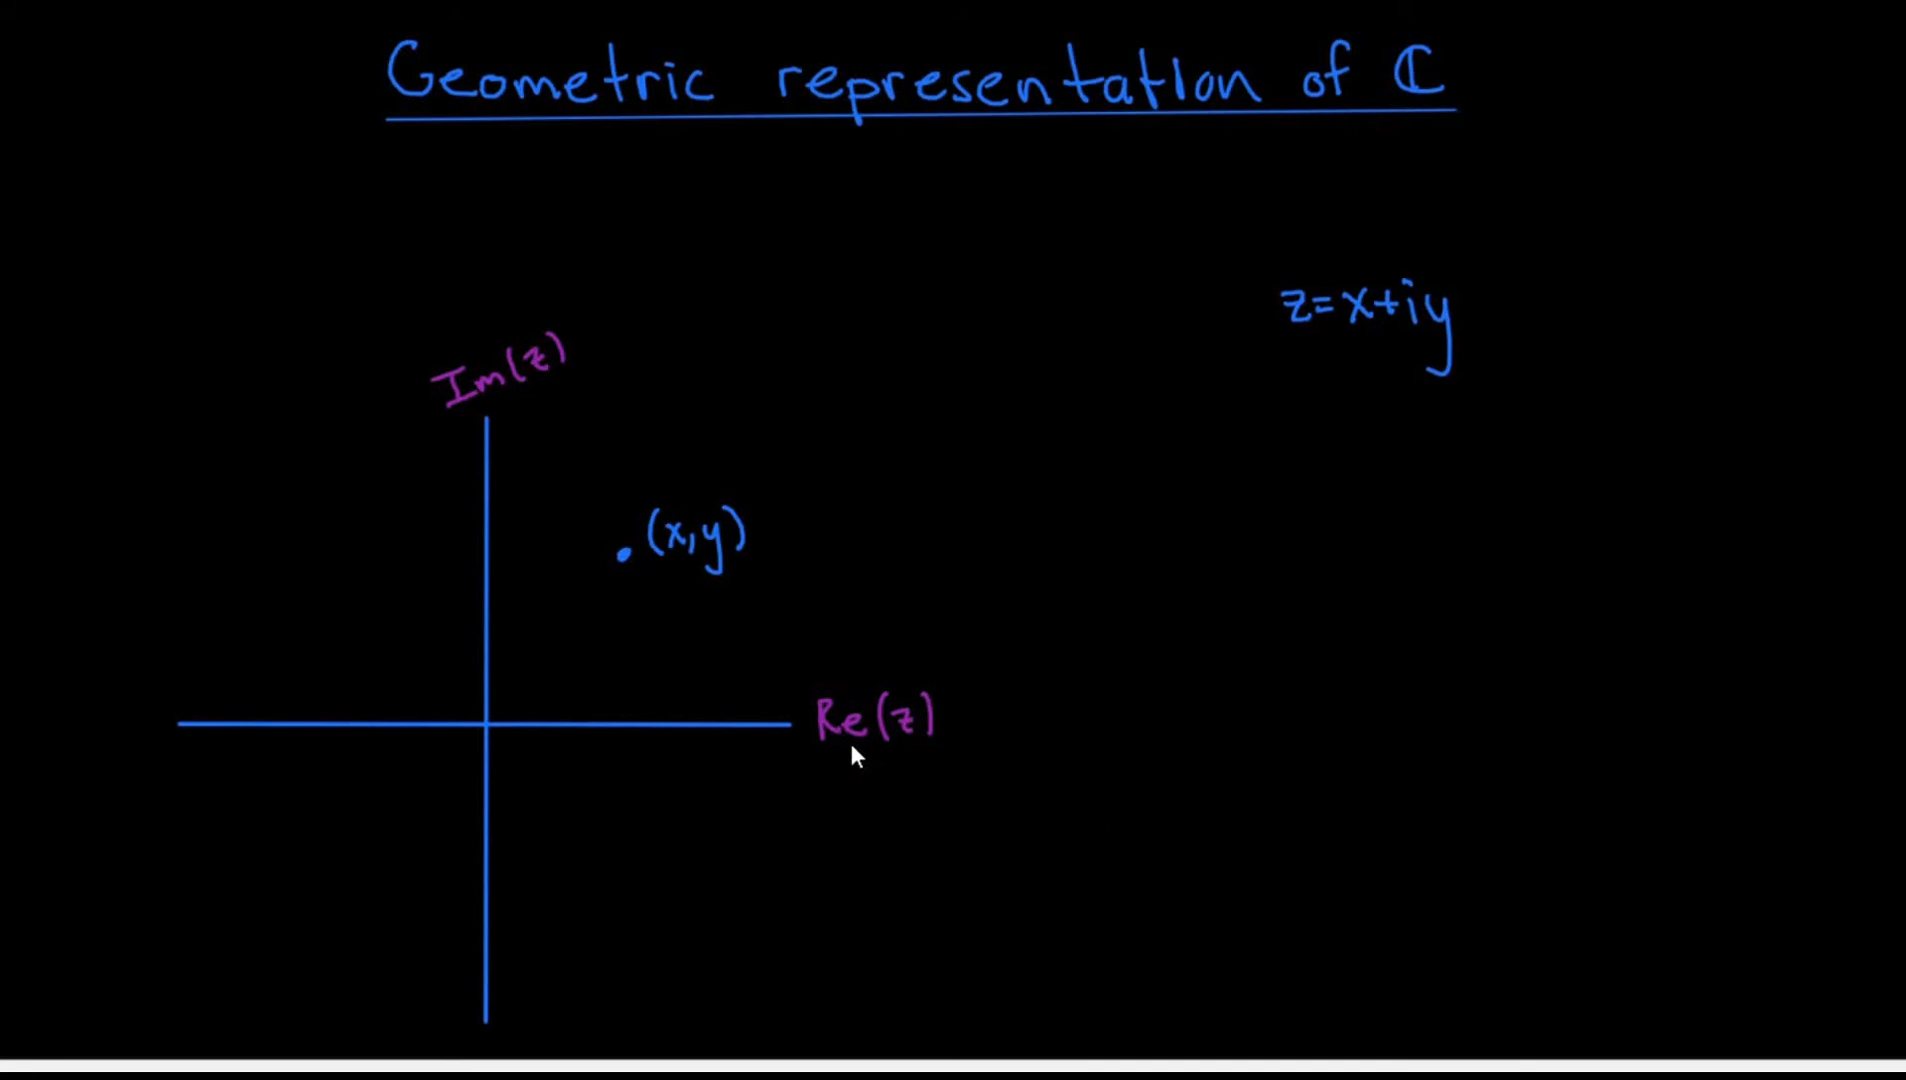 Geometric representation of ℂ
z=x+iy
Im(z)
(x,y)
Re(z)